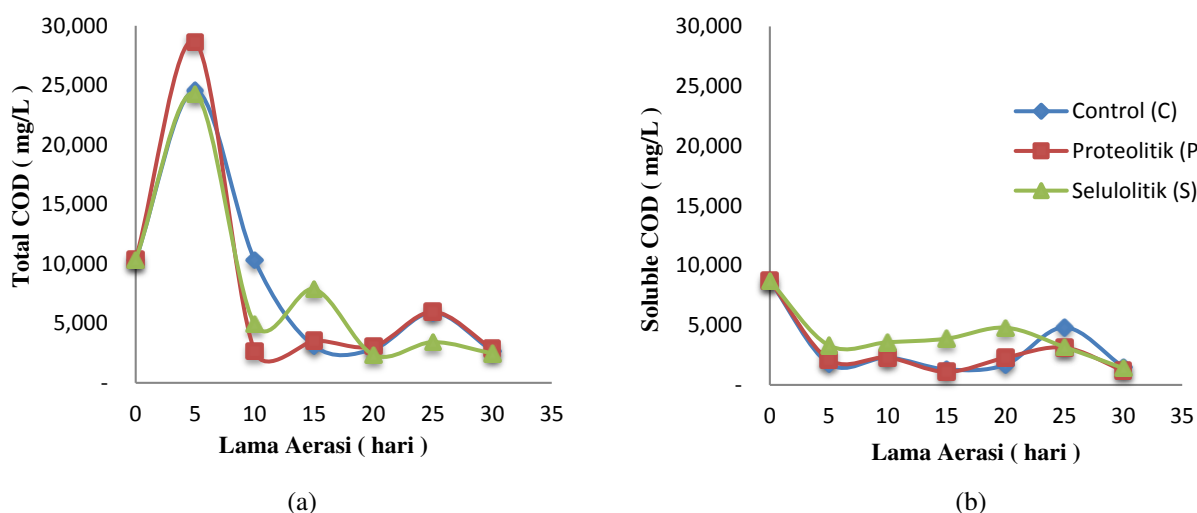 30,000
25,000
20,000
15,000
10,000
5,000
-
Total COD ( mg/L )
0 5 10 15 20 25 30 35
Lama Aerasi ( hari )
(a)
30,000
25,000
20,000
15,000
10,000
5,000
-
Soluble COD ( mg/L )
0 5 10 15 20 25 30 35
Lama Aerasi ( hari )
Control (C)
Proteolitik (P
Selulolitik (S)
(b)